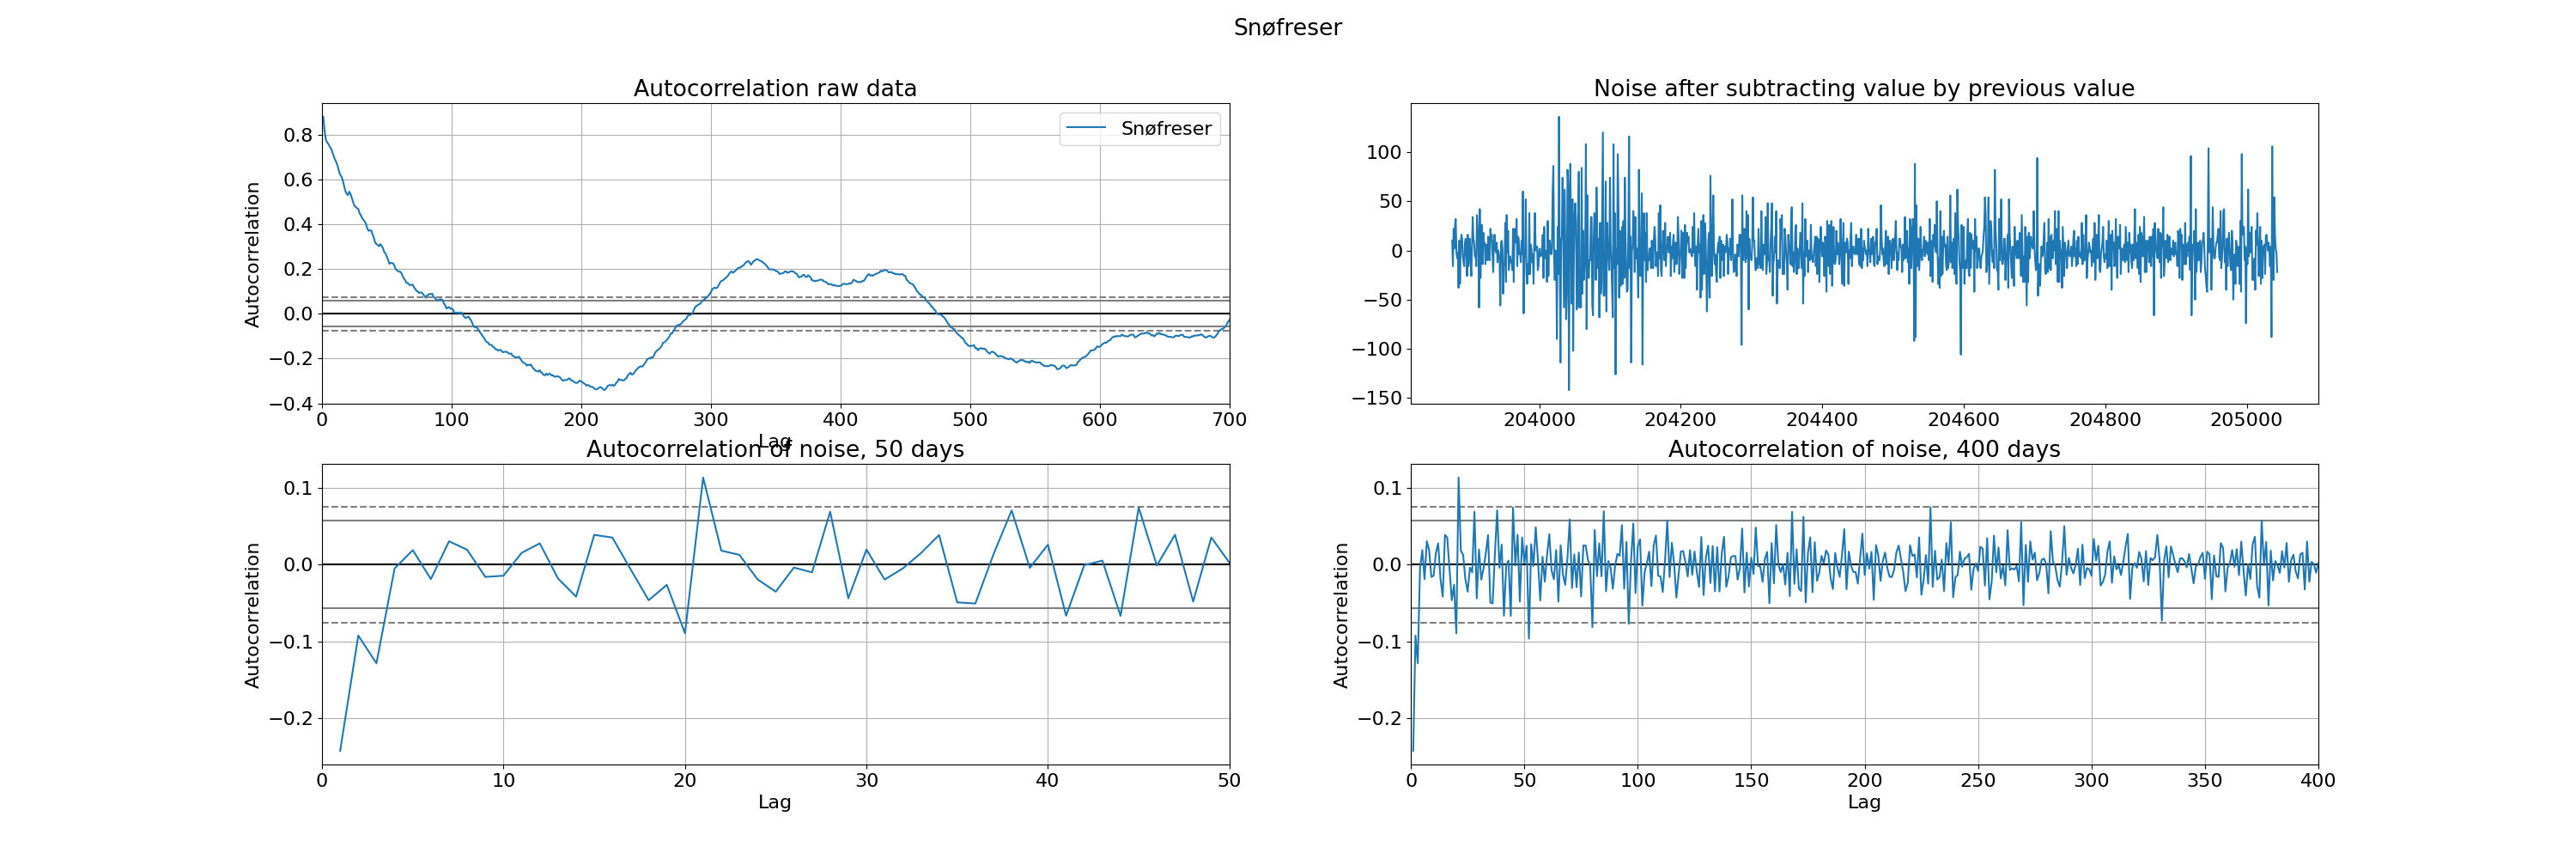 Snøfreser
Autocorrelation raw data
Autocorrelation
0.8
0.6
0.4
0.2
0.0
−0.2
−0.4
Snøfreser
0 100 200 300 400 500 600 700
Lag
Noise after subtracting value by previous value
100
50
0
−50
−100
−150
204000 204200 204400 204600 204800 205000
Autocorrelation of noise, 50 days
Autocorrelation
0.1
0.0
−0.1
−0.2
0 10 20 30 40 50
Lag
Autocorrelation of noise, 400 days
Autocorrelation
0.1
0.0
−0.1
−0.2
0 50 100 150 200 250 300 350 400
Lag